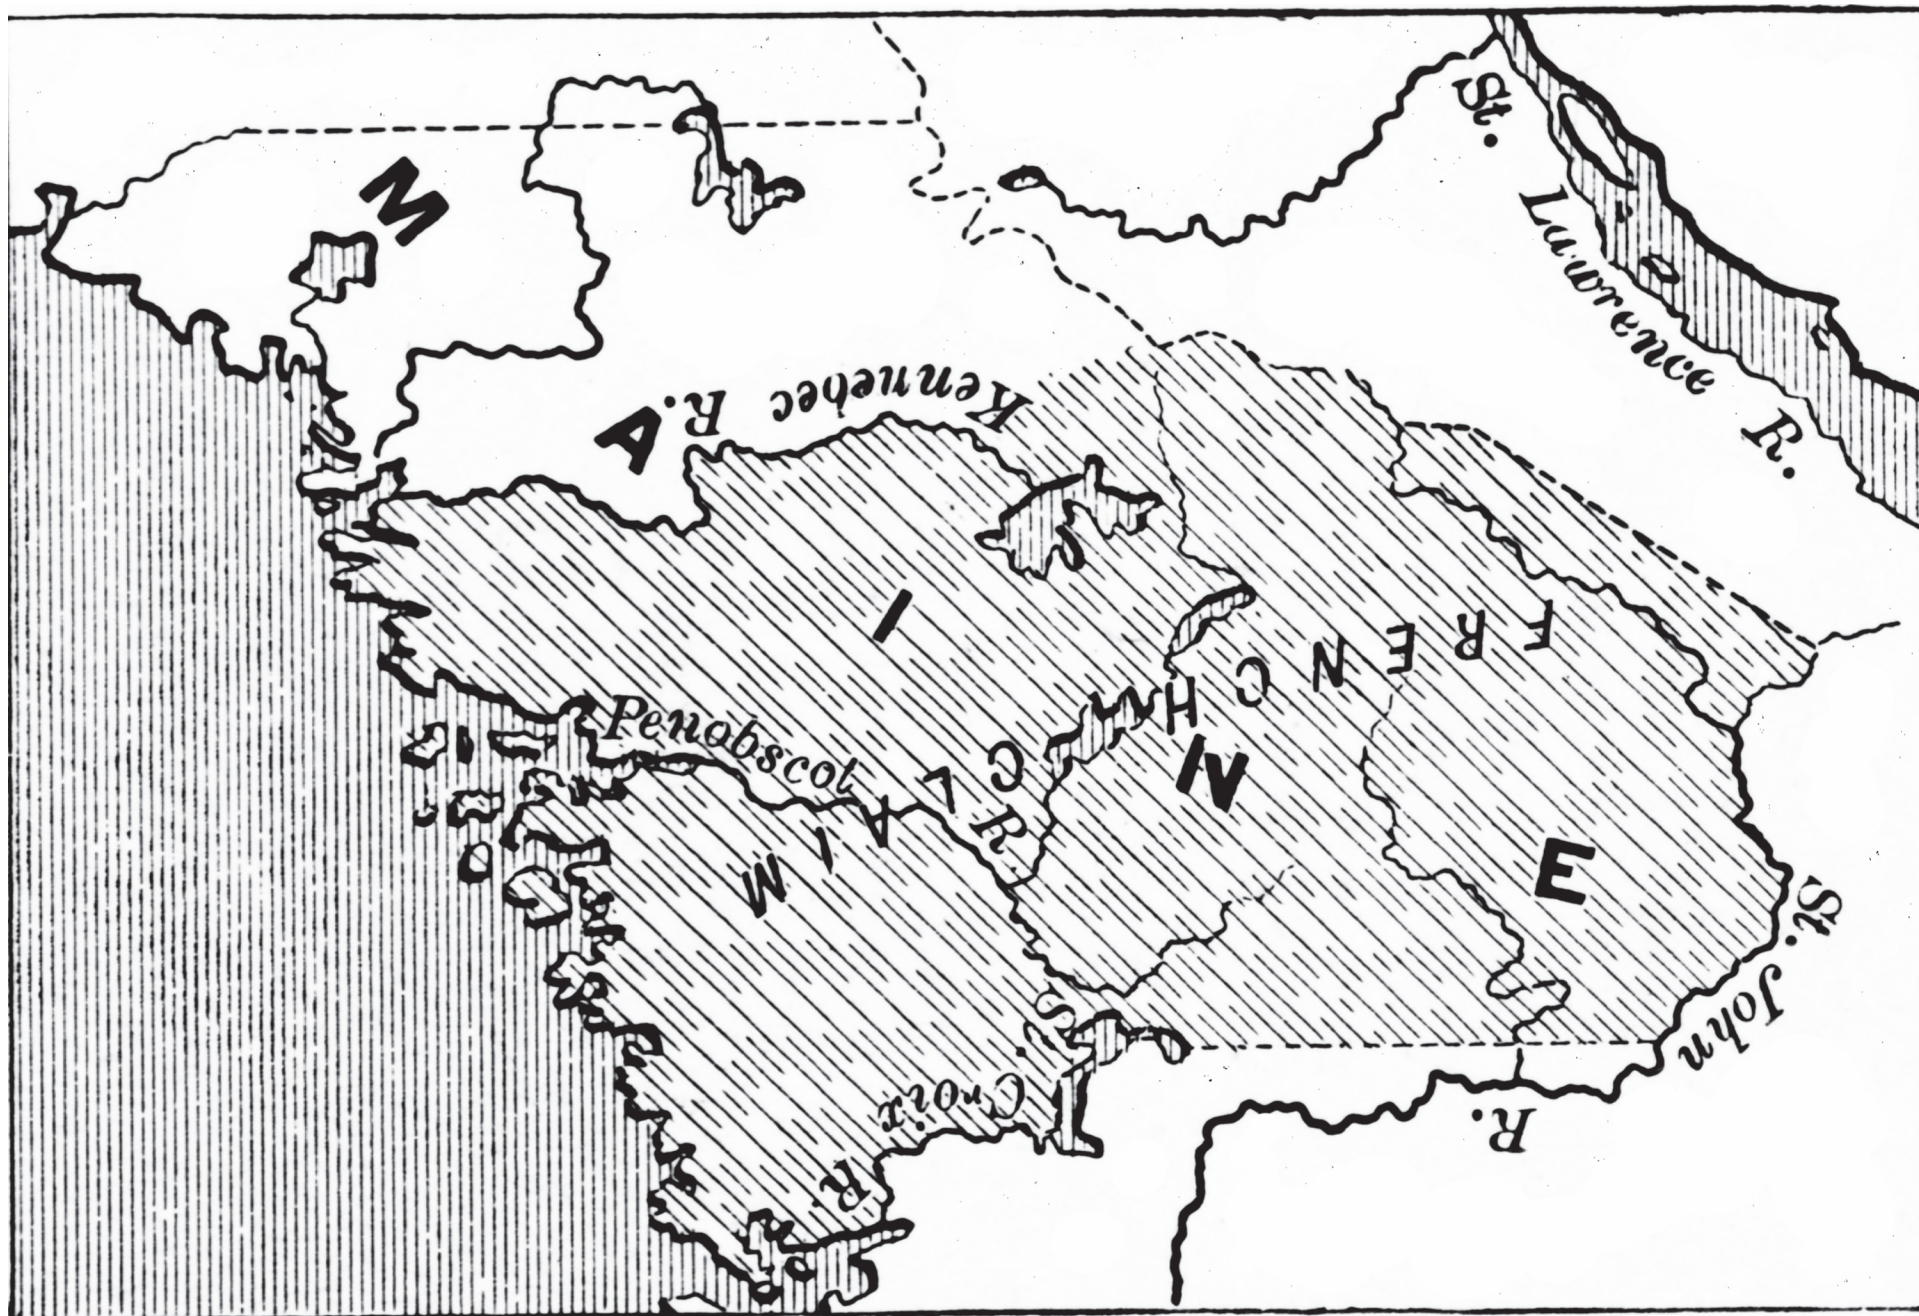 MAINE
FRENCH CLAIM
St. Lawrence R.
Kennebec R.
Penobscot R.
St. John R.
St. Croix R.